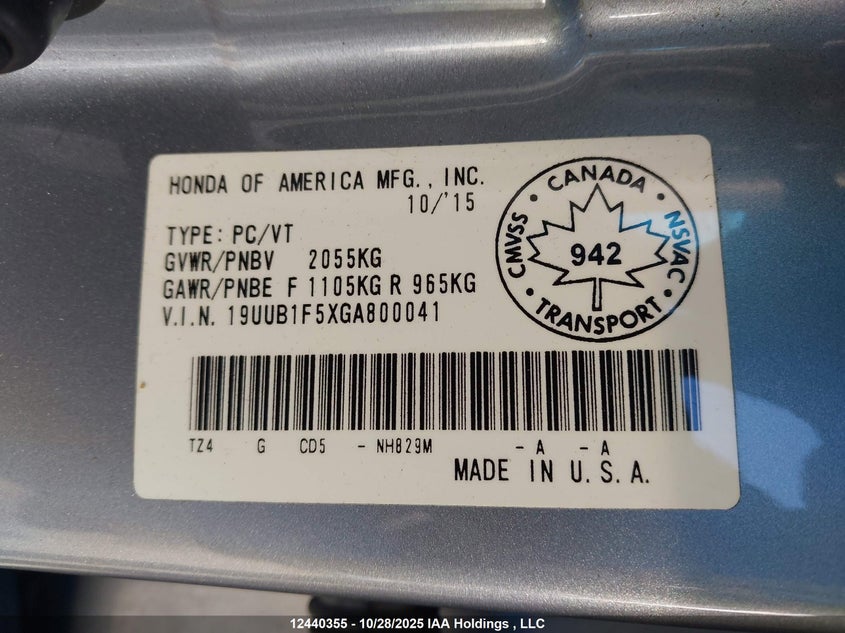 HONDA OF AMERICA MFG., INC.
10/'15
TYPE: PC/VT
GVWR/PNBV 2055KG
GAWR/PNBE F 1105KG R 965KG
V.I.N. 19UUB1F5XGA800041
CANADA
CMVSS · NSVAC
942
TRANSPORT
TZ4 G CD5 - NH829M - A - A
MADE IN U.S.A.
12440355 - 10/28/2025 IAA Holdings , LLC